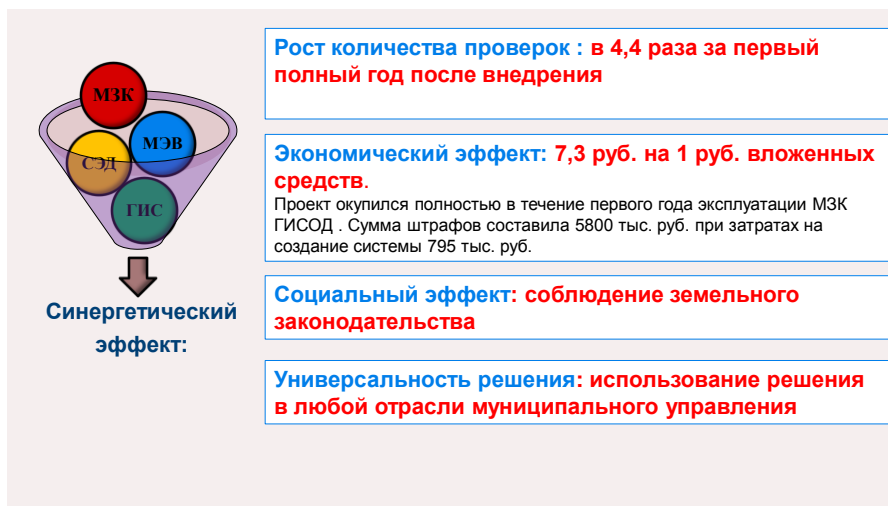 МЗК
МЭВ
СЭД
ГИС
Синергетический
эффект:
Рост количества проверок : в 4,4 раза за первый
полный год после внедрения
Экономический эффект: 7,3 руб. на 1 руб. вложенных
средств.
Проект окупился полностью в течение первого года эксплуатации МЗК
ГИСОД . Сумма штрафов составила 5800 тыс. руб. при затратах на
создание системы 795 тыс. руб.
Социальный эффект: соблюдение земельного
законодательства
Универсальность решения: использование решения
в любой отрасли муниципального управления